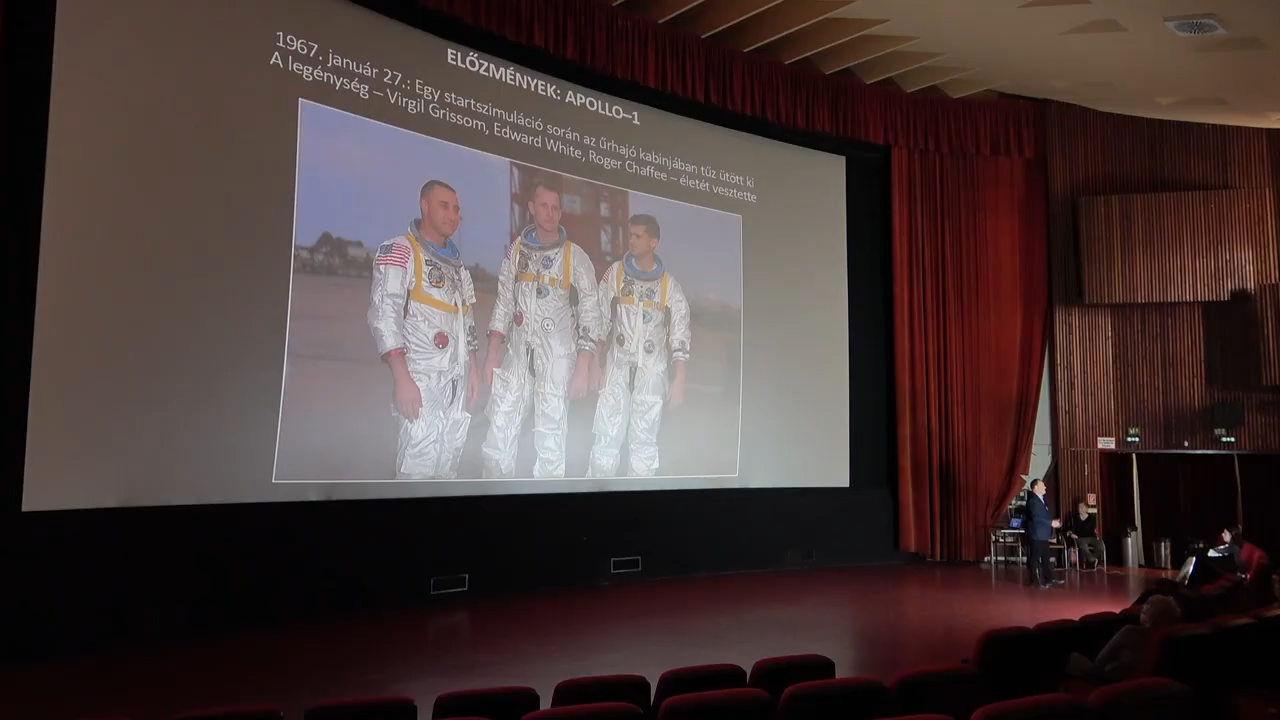 ELŐZMÉNYEK: APOLLO–1
1967. január 27.: Egy startszimuláció során az űrhajó kabinjában tűz ütött ki
A legénység – Virgil Grissom, Edward White, Roger Chaffee – életét vesztette